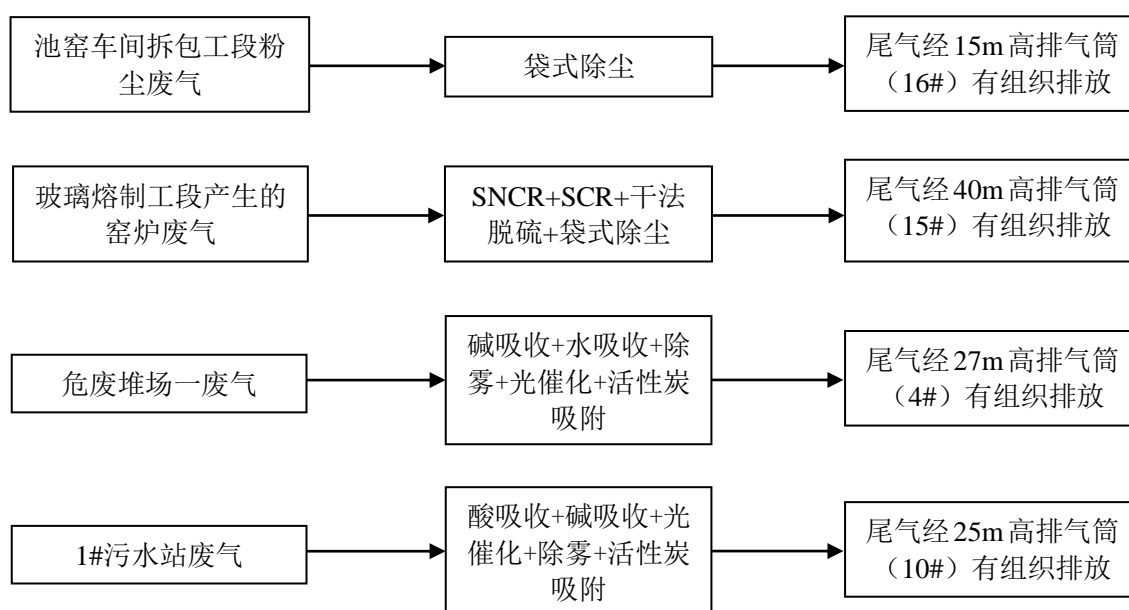 池窑车间拆包工段粉
尘废气
袋式除尘
尾气经15m高排气筒
（16#）有组织排放
玻璃熔制工段产生的
窑炉废气
SNCR+SCR+干法
脱硫+袋式除尘
尾气经40m高排气筒
（15#）有组织排放
危废堆场一废气
碱吸收+水吸收+除
雾+光催化+活性炭
吸附
尾气经27m高排气筒
（4#）有组织排放
1#污水站废气
酸吸收+碱吸收+光
催化+除雾+活性炭
吸附
尾气经25m高排气筒
（10#）有组织排放